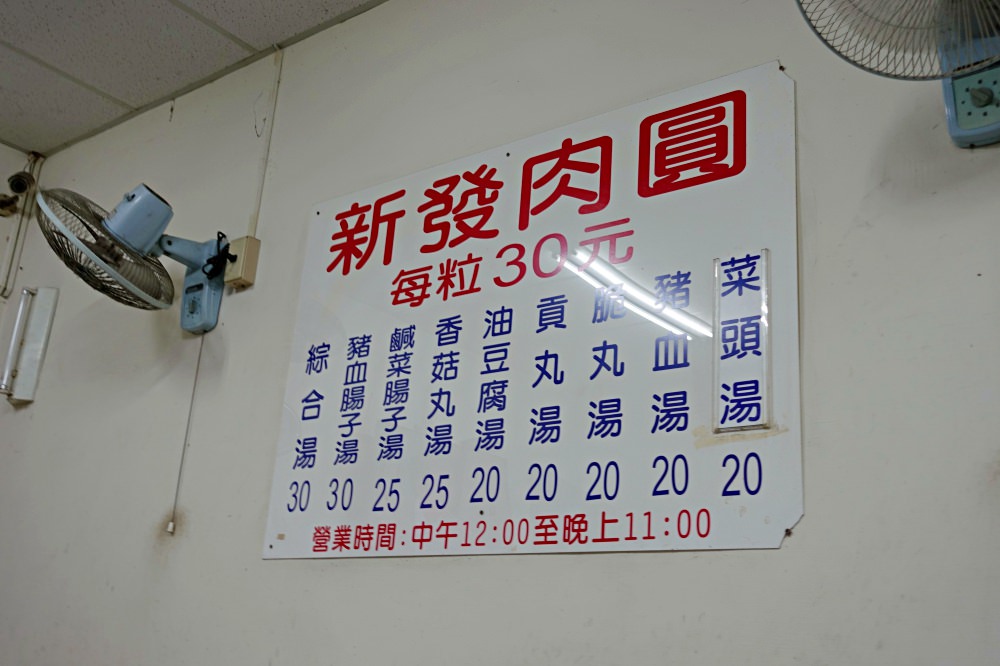 新發肉圓
每粒30元
菜頭湯 20
豬血湯 20
脆丸湯 20
貢丸湯 20
油豆腐湯 20
香菇丸湯 25
鹹菜腸子湯 25
豬血腸子湯 30
綜合湯 30
營業時間:中午12:00至晚上11:00